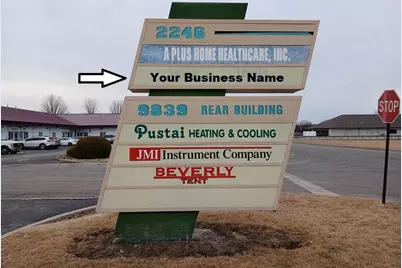 2246
A PLUS HOME HEALTHCARE, INC.
Your Business Name
9839 REAR BUILDING
Pustai HEATING & COOLING
JMI Instrument Company
BEVERLY
TENT
STOP